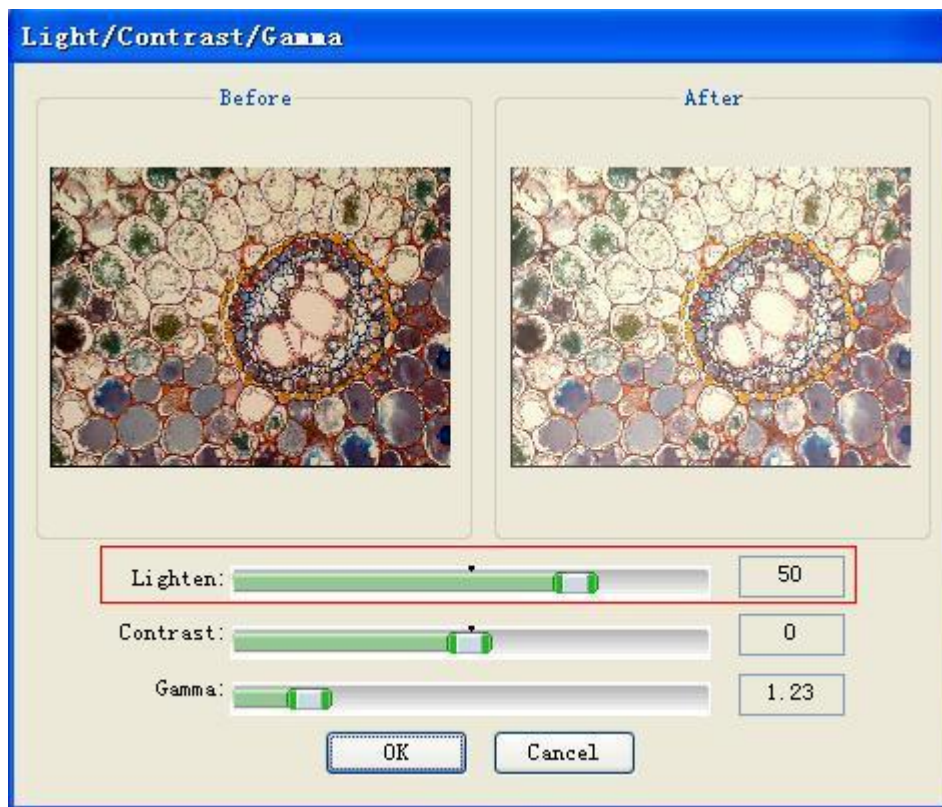 Light/Contrast/Gamma
Before
After
Lighten: 50
Contrast: 0
Gamma: 1.23
OK
Cancel